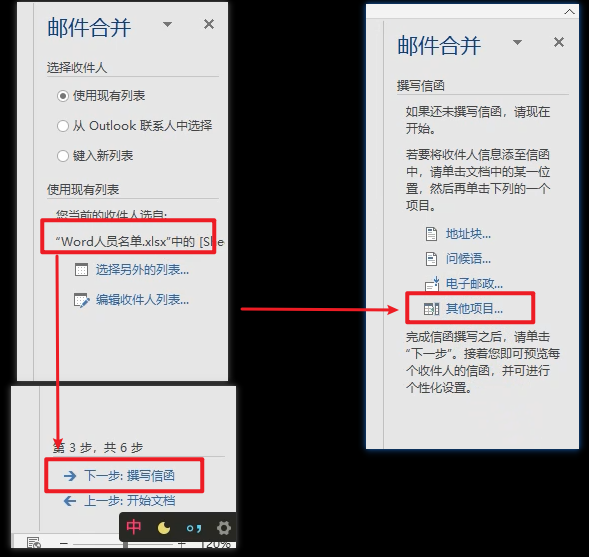 邮件合并
选择收件人
使用现有列表
从 Outlook 联系人中选择
键入新列表
使用现有列表
您当前的收件人选自:
“Word人员名单.xlsx”中的 [She
选择另外的列表...
编辑收件人列表...
第 3 步，共 6 步
下一步: 撰写信函
上一步: 开始文档
中
120%
邮件合并
撰写信函
如果还未撰写信函，请现在
开始。
若要将收件人信息添至信函
中，请单击文档中的某一位
置，然后再单击下列的一个
项目。
地址块...
问候语...
电子邮政...
其他项目...
完成信函撰写之后，请单击
“下一步”。接着您即可预览每
个收件人的信函，并可进行
个性化设置。